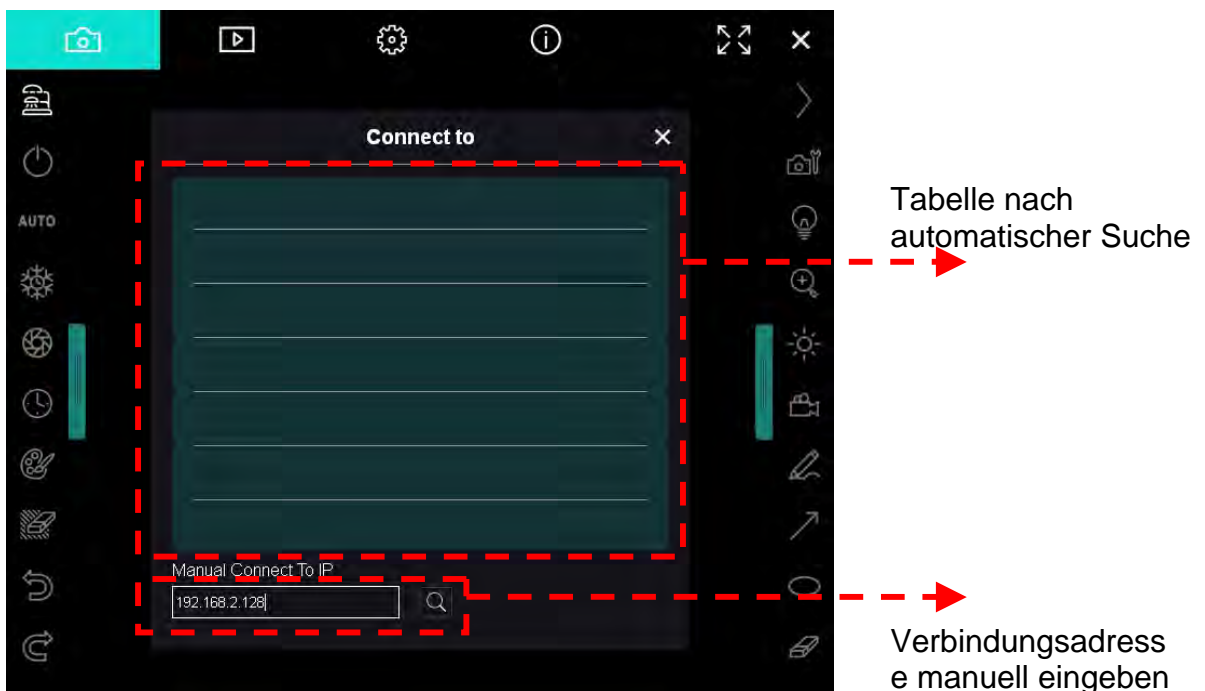 Connect to
AUTO
Tabelle nach
automatischer Suche
Manual Connect To IP
192.168.2.128
Verbindungsadress
e manuell eingeben